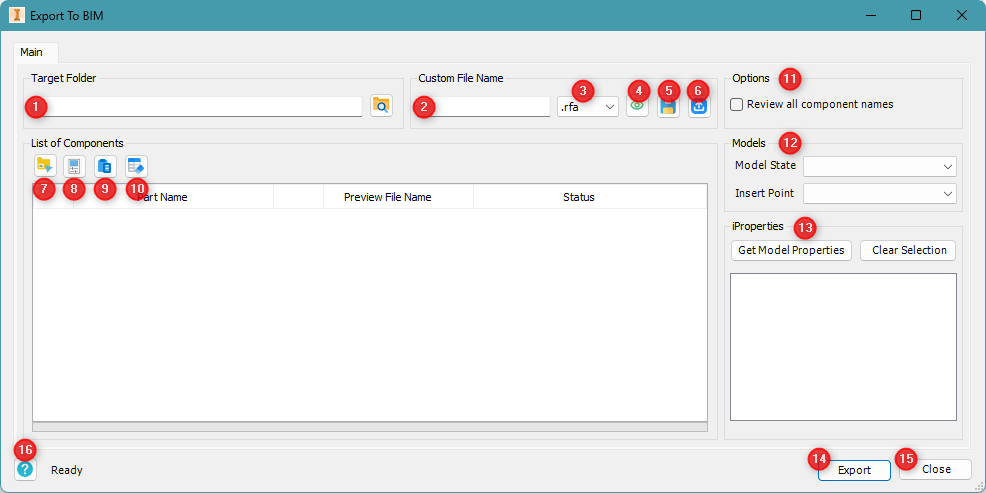 Export To BIM
Main
Target Folder
1
Custom File Name
2
3
.rfa
4
5
6
Options
11
Review all component names
List of Components
7
8
9
10
Part Name
Preview File Name
Status
Models
12
Model State
Insert Point
iProperties
13
Get Model Properties
Clear Selection
16
?
Ready
14
Export
15
Close